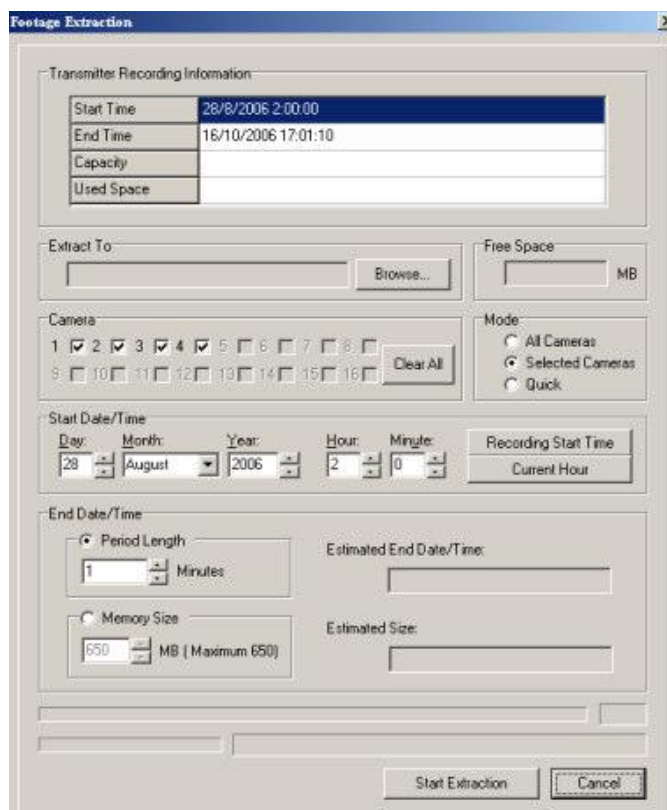 Footage Extraction
Transmitter Recording Information
Start Time 28/8/2006 2:00:00
End Time 16/10/2006 17:01:10
Capacity
Used Space
Extract To
Browse...
Free Space
MB
Camera
1 2 3 4 5 6 7 8
9 10 11 12 13 14 15 16
Clear All
Mode
All Cameras
Selected Cameras
Quick
Start Date/Time
Day: Month: Year: Hour: Minute:
28 August 2006 2 0
Recording Start Time
Current Hour
End Date/Time
Period Length
1 Minutes
Estimated End Date/Time:
Memory Size
650 MB ( Maximum 650)
Estimated Size:
Start Extraction Cancel